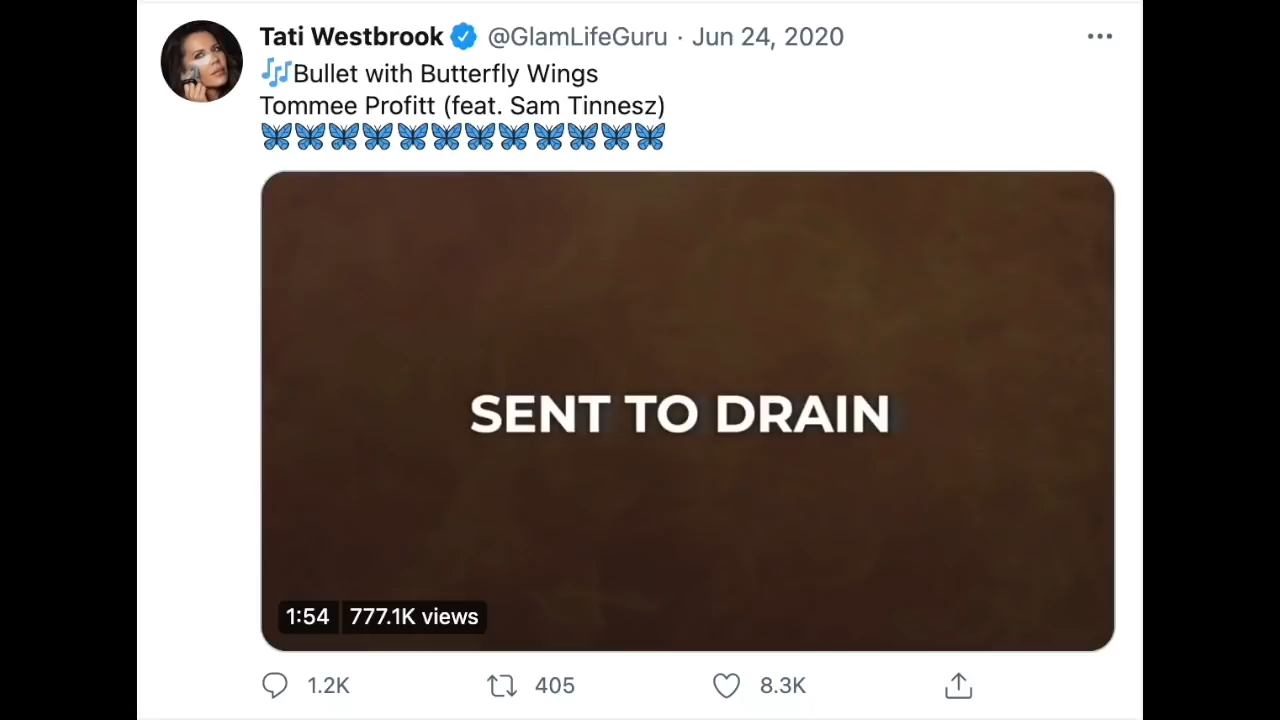 Tati Westbrook @GlamLifeGuru · Jun 24, 2020
🎶Bullet with Butterfly Wings
Tommee Profitt (feat. Sam Tinnesz)
🦋🦋🦋🦋🦋🦋🦋🦋🦋🦋🦋🦋
SENT TO DRAIN
1:54 777.1K views
1.2K 405 8.3K